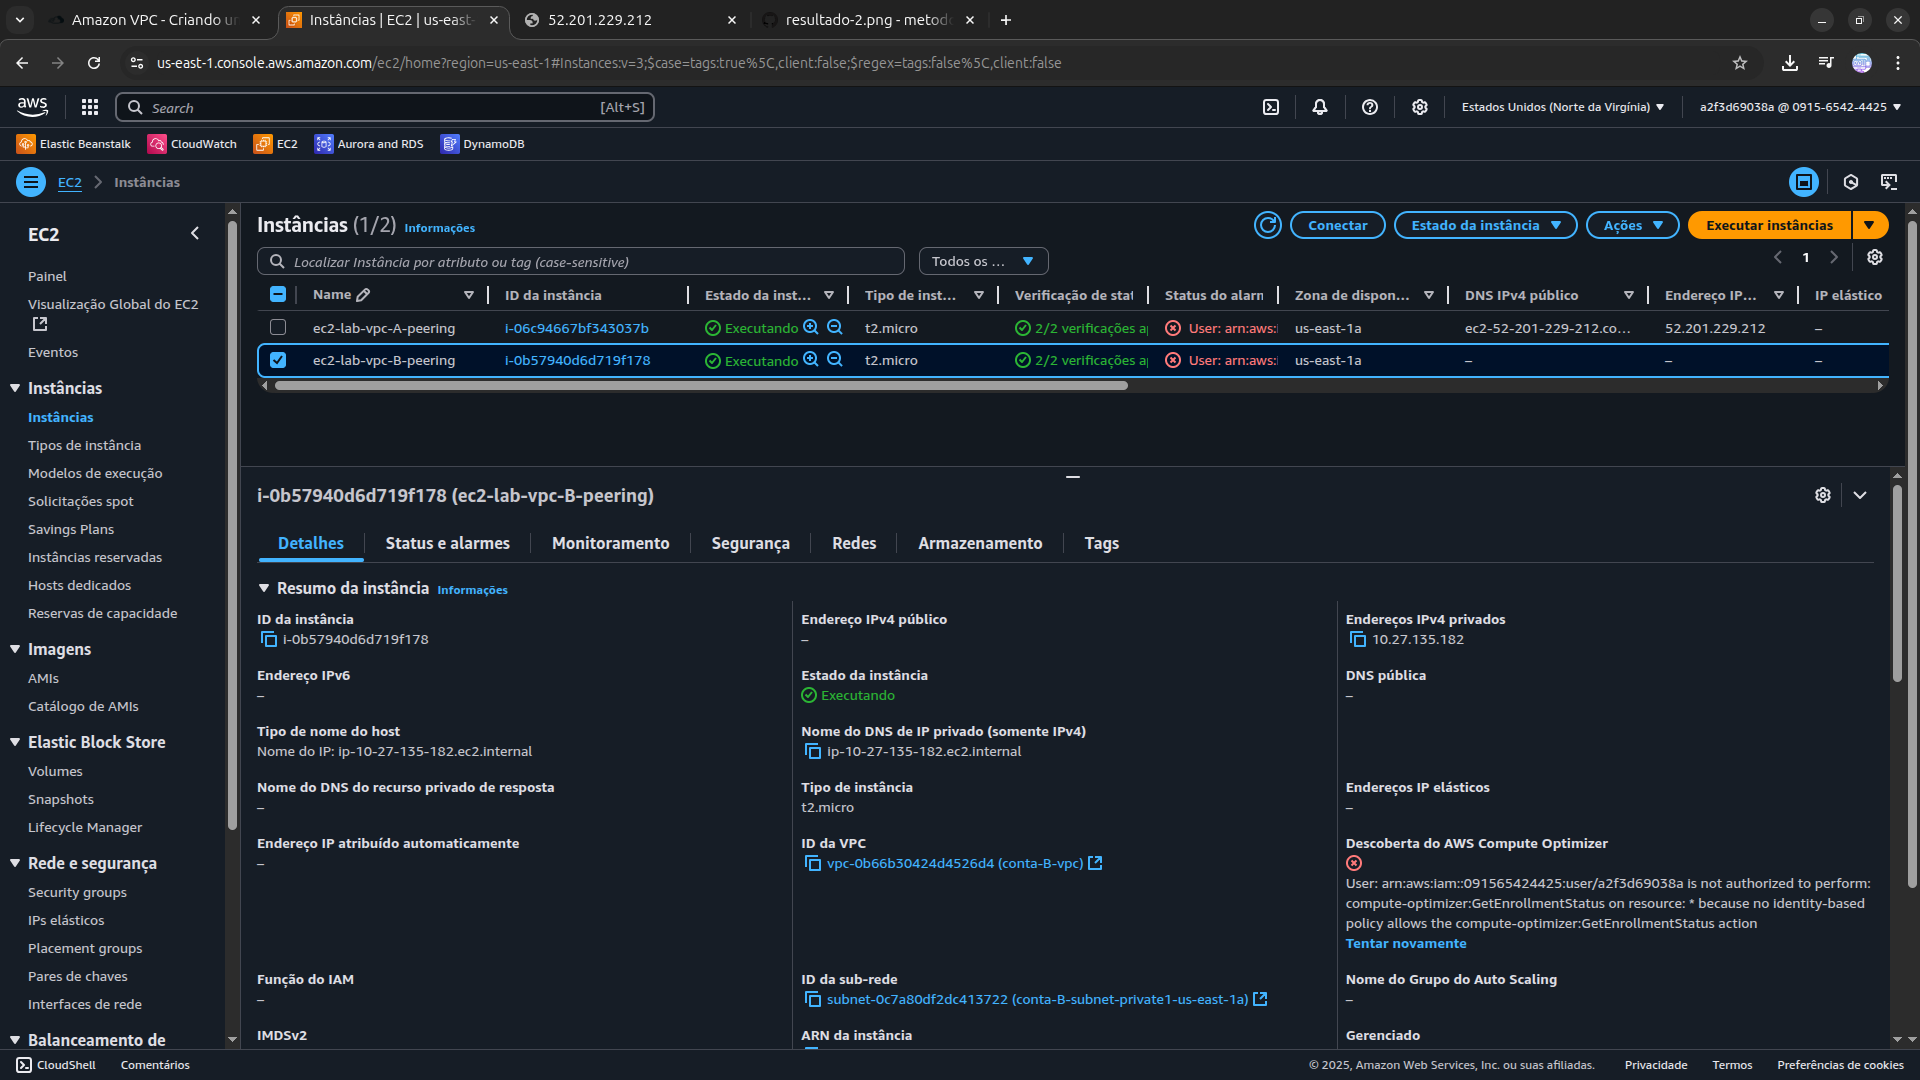 Amazon VPC - Criando u
Instâncias | EC2 | us-east-
52.201.229.212
resultado-2.png - metod
us-east-1.console.aws.amazon.com/ec2/home?region=us-east-1#Instances:v=3;$case=tags:true%5C,client:false;$regex=tags:false%5C,client:false
aws
Search
[Alt+S]
Estados Unidos (Norte da Virgínia)
a2f3d69038a @ 0915-6542-4425
Elastic Beanstalk
CloudWatch
EC2
Aurora and RDS
DynamoDB
EC2
Instâncias
EC2
Painel
Visualização Global do EC2
Eventos
Instâncias
Instâncias
Tipos de instância
Modelos de execução
Solicitações spot
Savings Plans
Instâncias reservadas
Hosts dedicados
Reservas de capacidade
Imagens
AMIs
Catálogo de AMIs
Elastic Block Store
Volumes
Snapshots
Lifecycle Manager
Rede e segurança
Security groups
IPs elásticos
Placement groups
Pares de chaves
Interfaces de rede
Balanceamento de
Instâncias (1/2) Informações
Conectar
Estado da instância
Ações
Executar instâncias
Localizar Instância por atributo ou tag (case-sensitive)
Todos os ...
1
Name
ID da instância
Estado da inst...
Tipo de inst...
Verificação de stat
Status do alarn
Zona de dispon...
DNS IPv4 público
Endereço IP...
IP elástico
ec2-lab-vpc-A-peering
i-06c94667bf343037b
Executando
t2.micro
2/2 verificações a
User: arn:aws:
us-east-1a
ec2-52-201-229-212.co...
52.201.229.212
–
ec2-lab-vpc-B-peering
i-0b57940d6d719f178
Executando
t2.micro
2/2 verificações a
User: arn:aws:
us-east-1a
–
–
–
i-0b57940d6d719f178 (ec2-lab-vpc-B-peering)
Detalhes
Status e alarmes
Monitoramento
Segurança
Redes
Armazenamento
Tags
Resumo da instância Informações
ID da instância
i-0b57940d6d719f178
Endereço IPv4 público
–
Endereços IPv4 privados
10.27.135.182
Endereço IPv6
–
Estado da instância
Executando
DNS pública
–
Tipo de nome do host
Nome do IP: ip-10-27-135-182.ec2.internal
Nome do DNS de IP privado (somente IPv4)
ip-10-27-135-182.ec2.internal
Nome do DNS do recurso privado de resposta
–
Tipo de instância
t2.micro
Endereços IP elásticos
–
Endereço IP atribuído automaticamente
–
ID da VPC
vpc-0b66b30424d4526d4 (conta-B-vpc)
Descoberta do AWS Compute Optimizer
User: arn:aws:iam::091565424425:user/a2f3d69038a is not authorized to perform:
compute-optimizer:GetEnrollmentStatus on resource: * because no identity-based
policy allows the compute-optimizer:GetEnrollmentStatus action
Tentar novamente
Função do IAM
–
ID da sub-rede
subnet-0c7a80df2dc413722 (conta-B-subnet-private1-us-east-1a)
Nome do Grupo do Auto Scaling
–
IMDSv2
ARN da instância
Gerenciado
CloudShell
Comentários
© 2025, Amazon Web Services, Inc. ou suas afiliadas.
Privacidade
Termos
Preferências de cookies